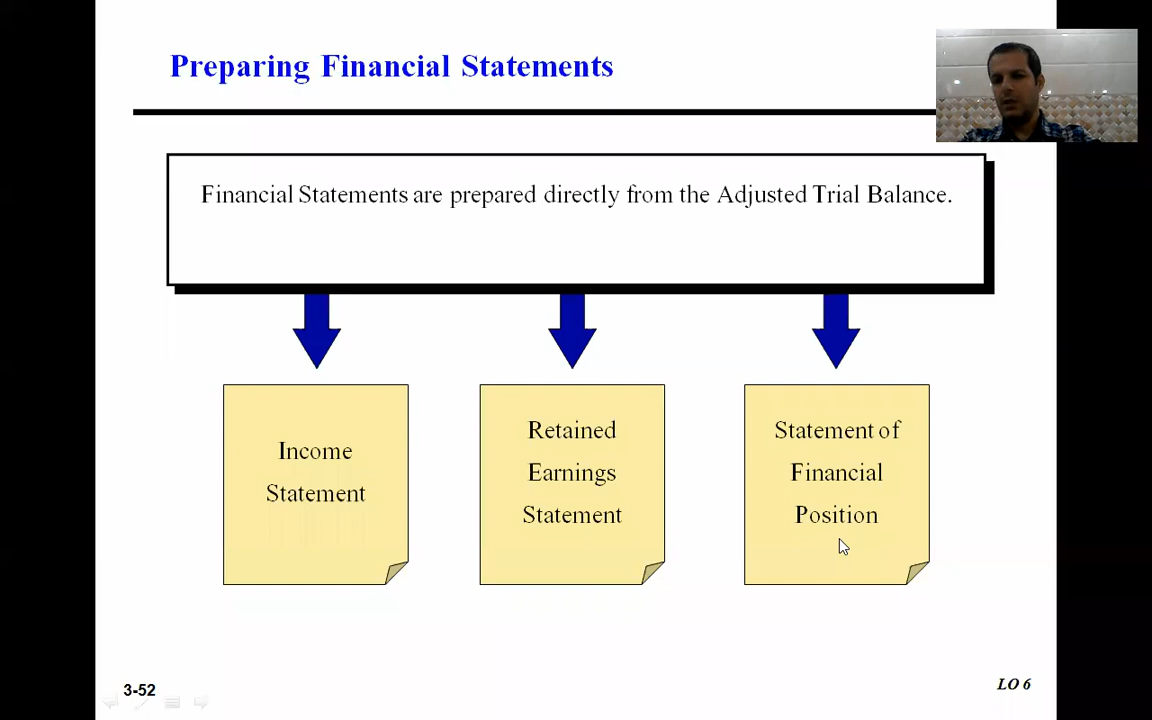 Preparing Financial Statements
Financial Statements are prepared directly from the Adjusted Trial Balance.
Income
Statement
Retained
Earnings
Statement
Statement of
Financial
Position
3-52
LO 6